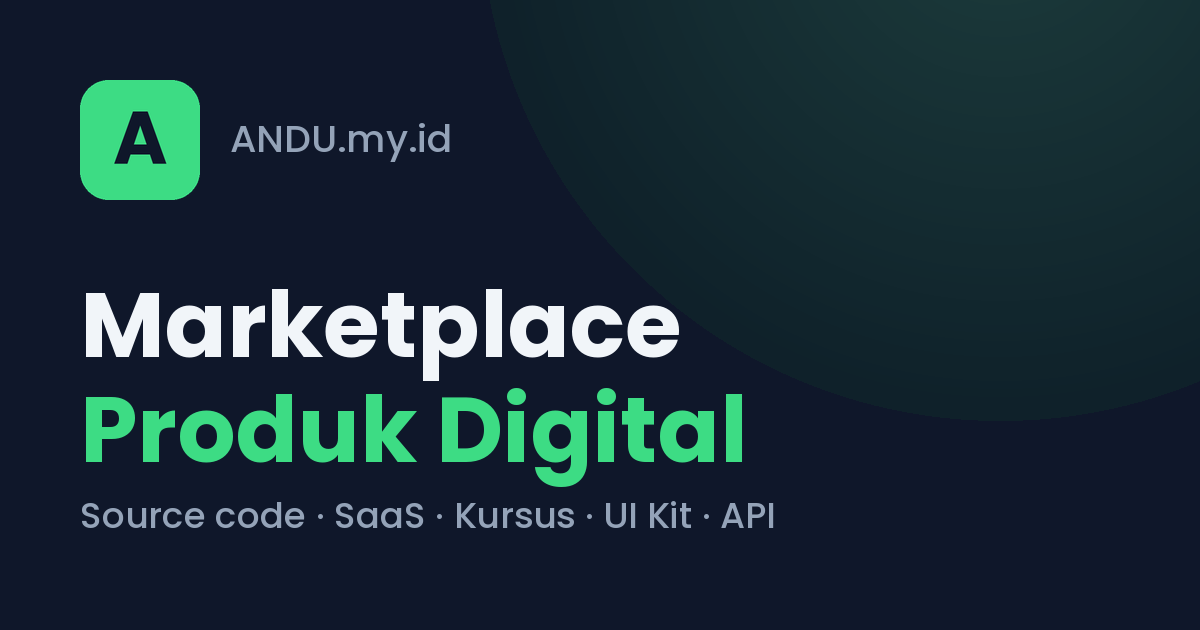 A
ANDU.my.id
Marketplace
Produk Digital
Source code · SaaS · Kursus · UI Kit · API